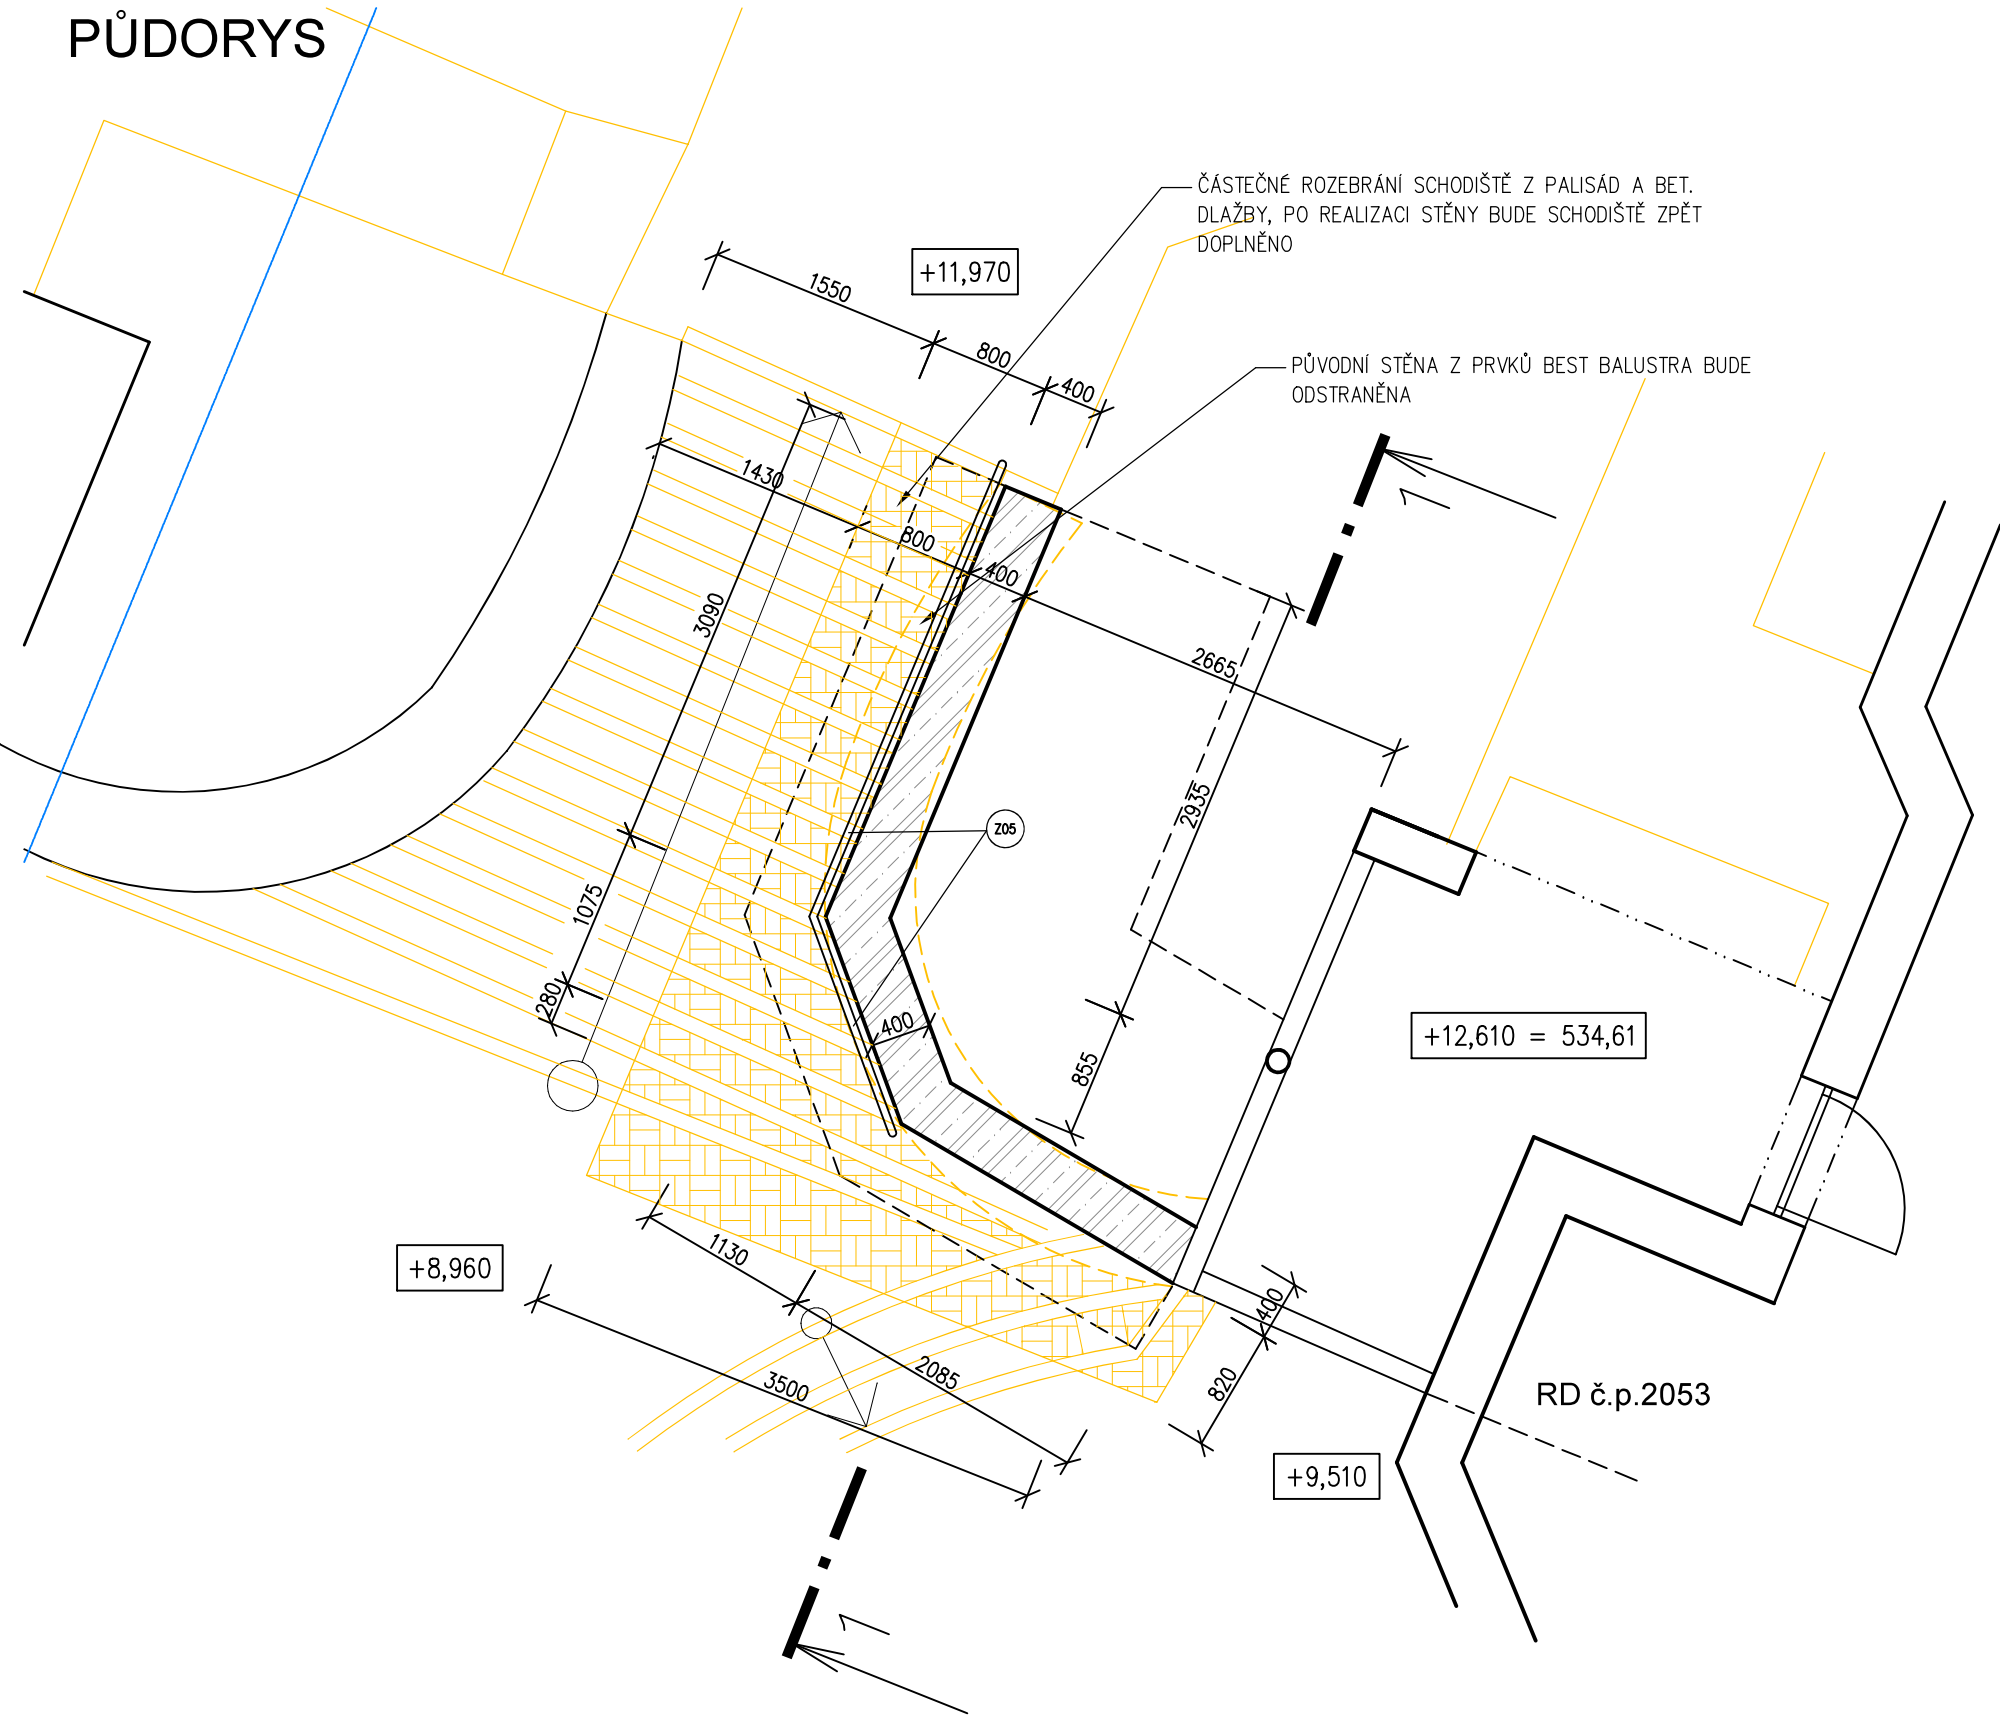 PŮDORYS
ČÁSTEČNÉ ROZEBRÁNÍ SCHODIŠTĚ Z PALISÁD A BET.
DLAŽBY, PO REALIZACI STĚNY BUDE SCHODIŠTĚ ZPĚT
DOPLNĚNO
+11,970
1550
800
400
PŮVODNÍ STĚNA Z PRVKŮ BEST BALUSTRA BUDE
ODSTRANĚNA
1430
800
400
1
3090
2665
2935
Z05
1075
280
400
855
+12,610 = 534,61
+8,960
1130
3500
2085
400
820
RD č.p.2053
+9,510
1